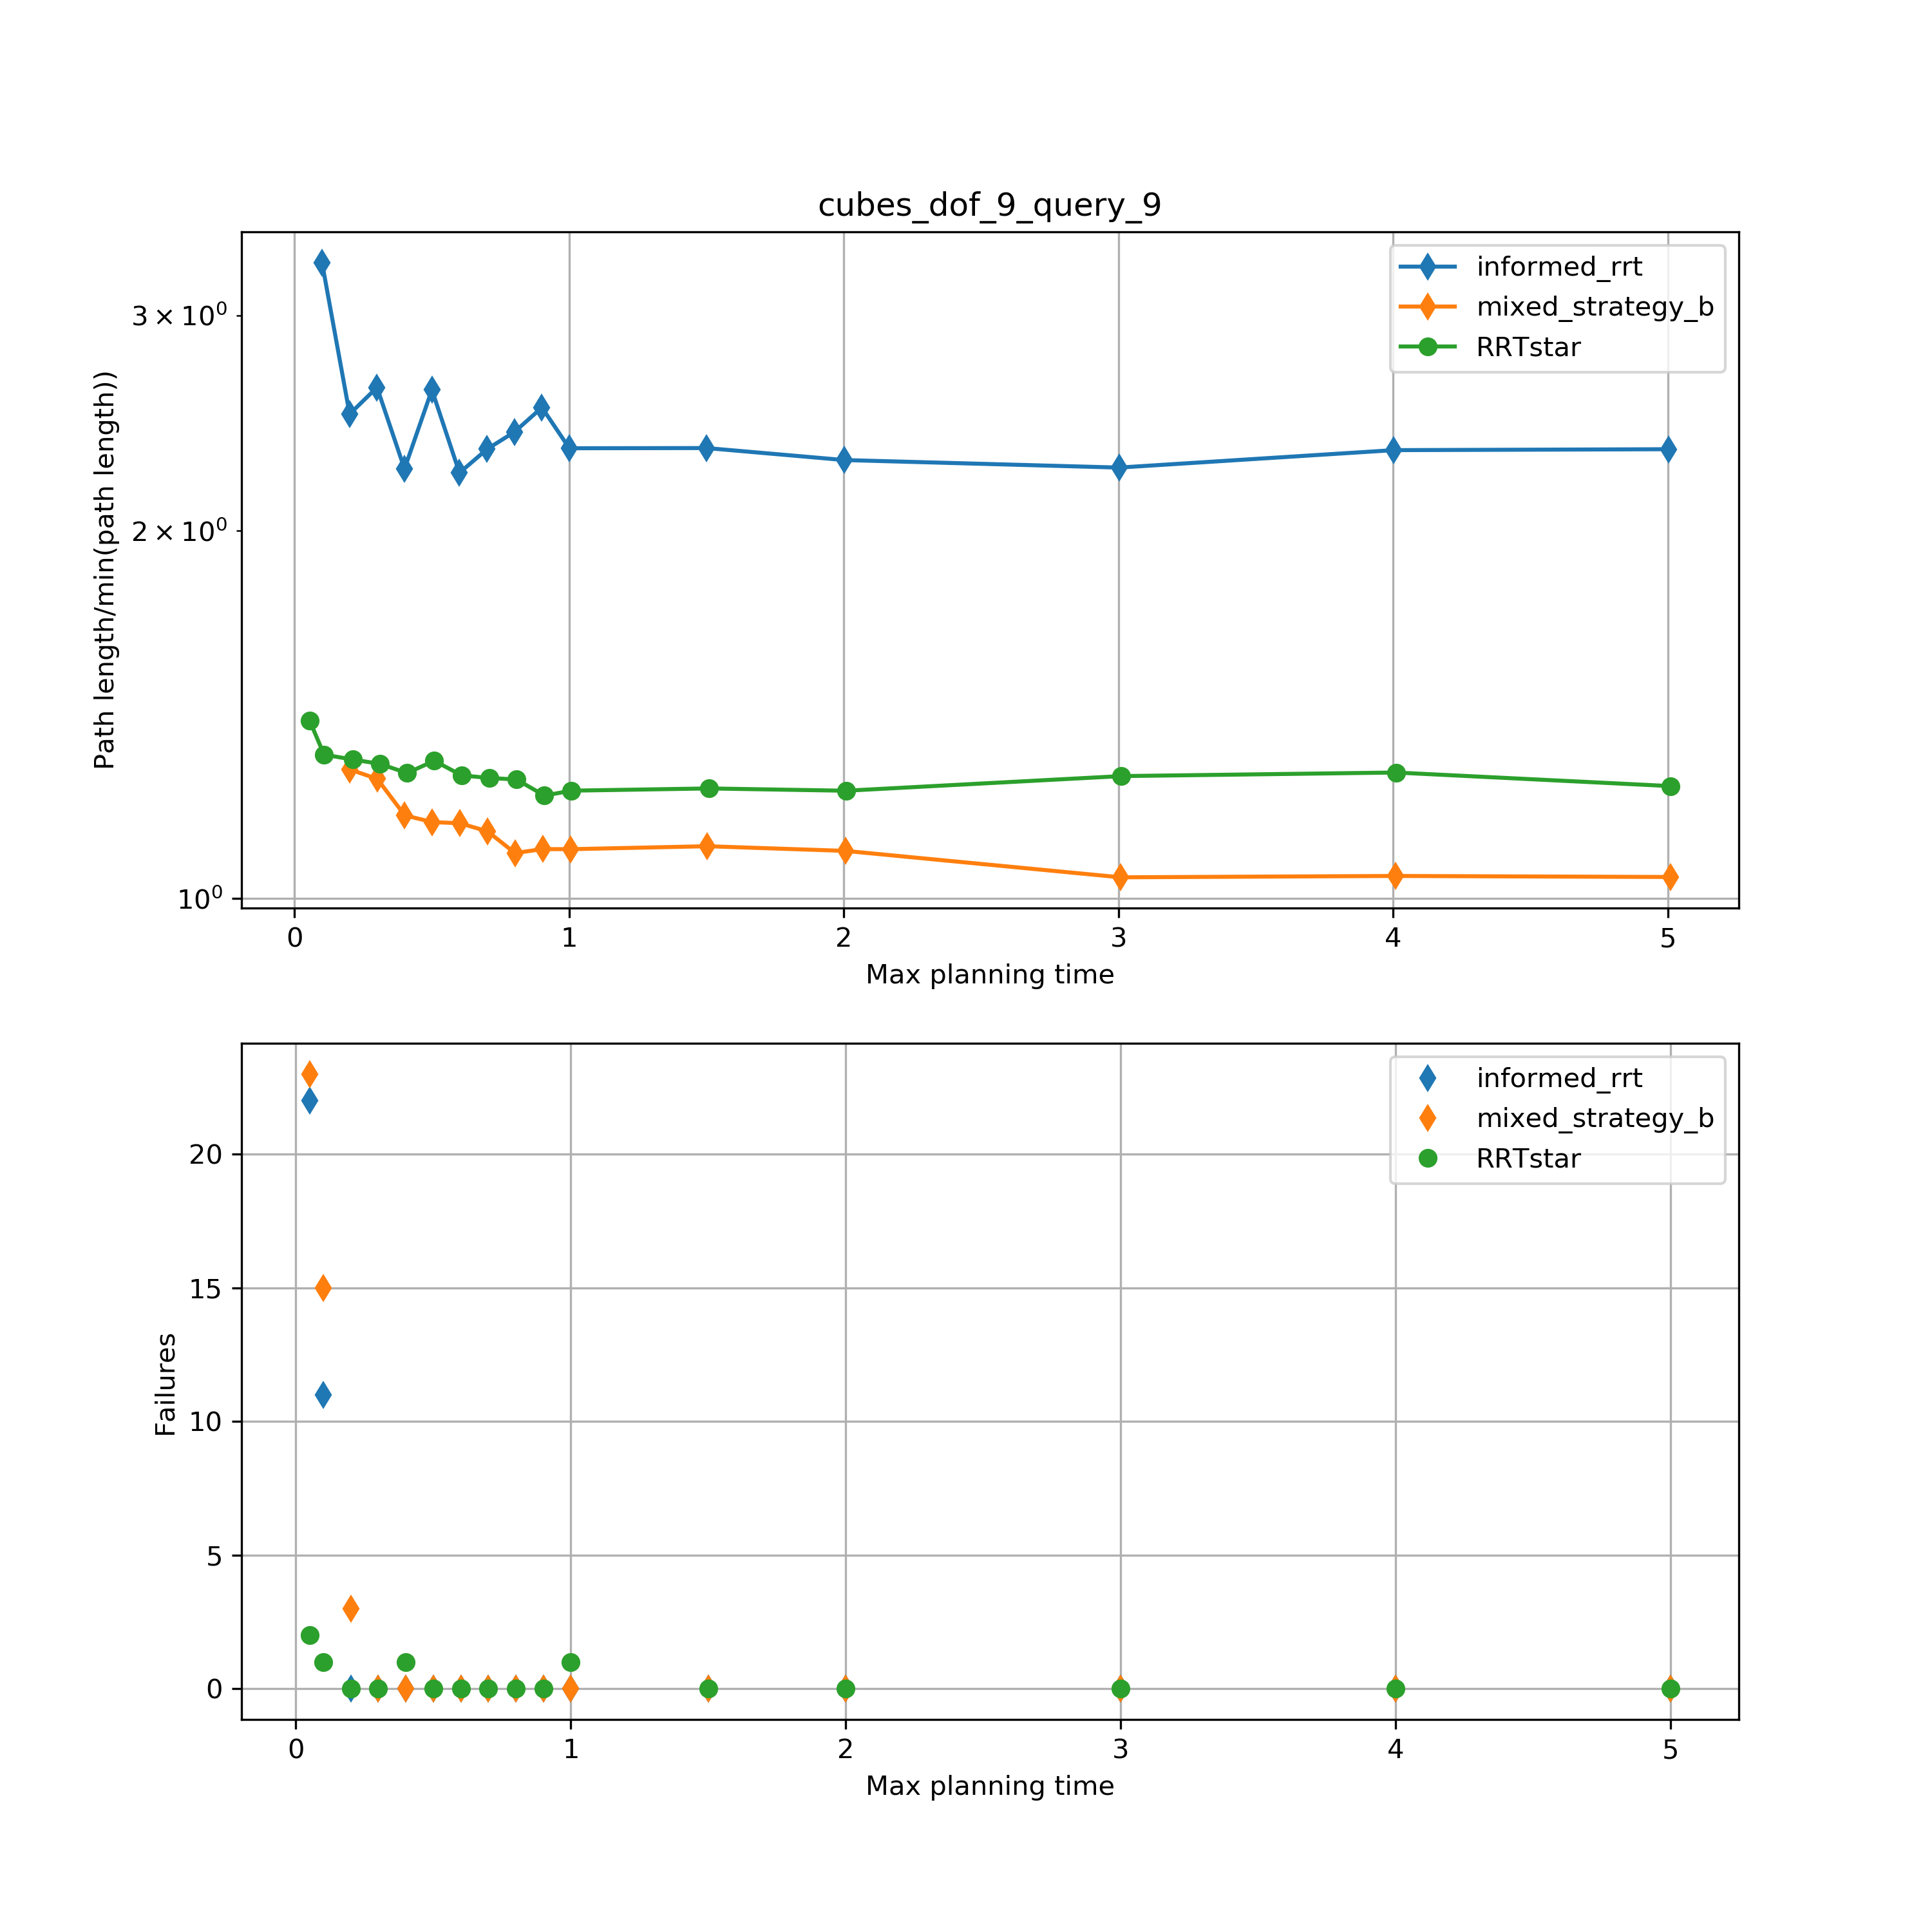 cubes_dof_9_query_9
Path length/min(path length))
3 × 10⁰
2 × 10⁰
10⁰
informed_rrt
mixed_strategy_b
RRTstar
0 1 2 3 4 5
Max planning time
Failures
20
15
10
5
0
informed_rrt
mixed_strategy_b
RRTstar
0 1 2 3 4 5
Max planning time